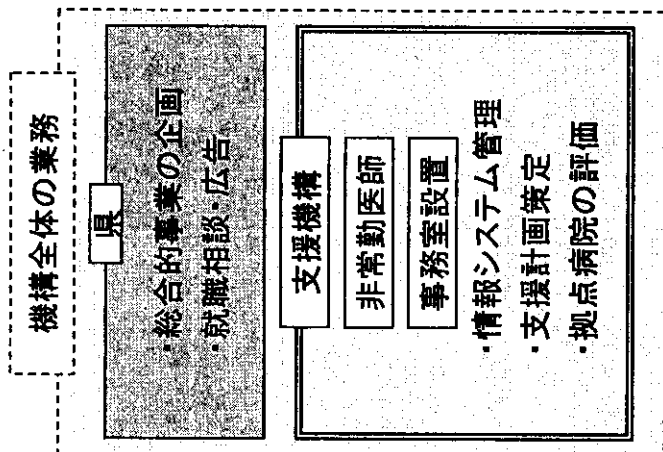 機構全体の業務
県
・総合的事業の企画
・就職相談・広告
支援機構
非常勤医師
事務室設置
・情報システム管理
・支援計画策定
・拠点病院の評価